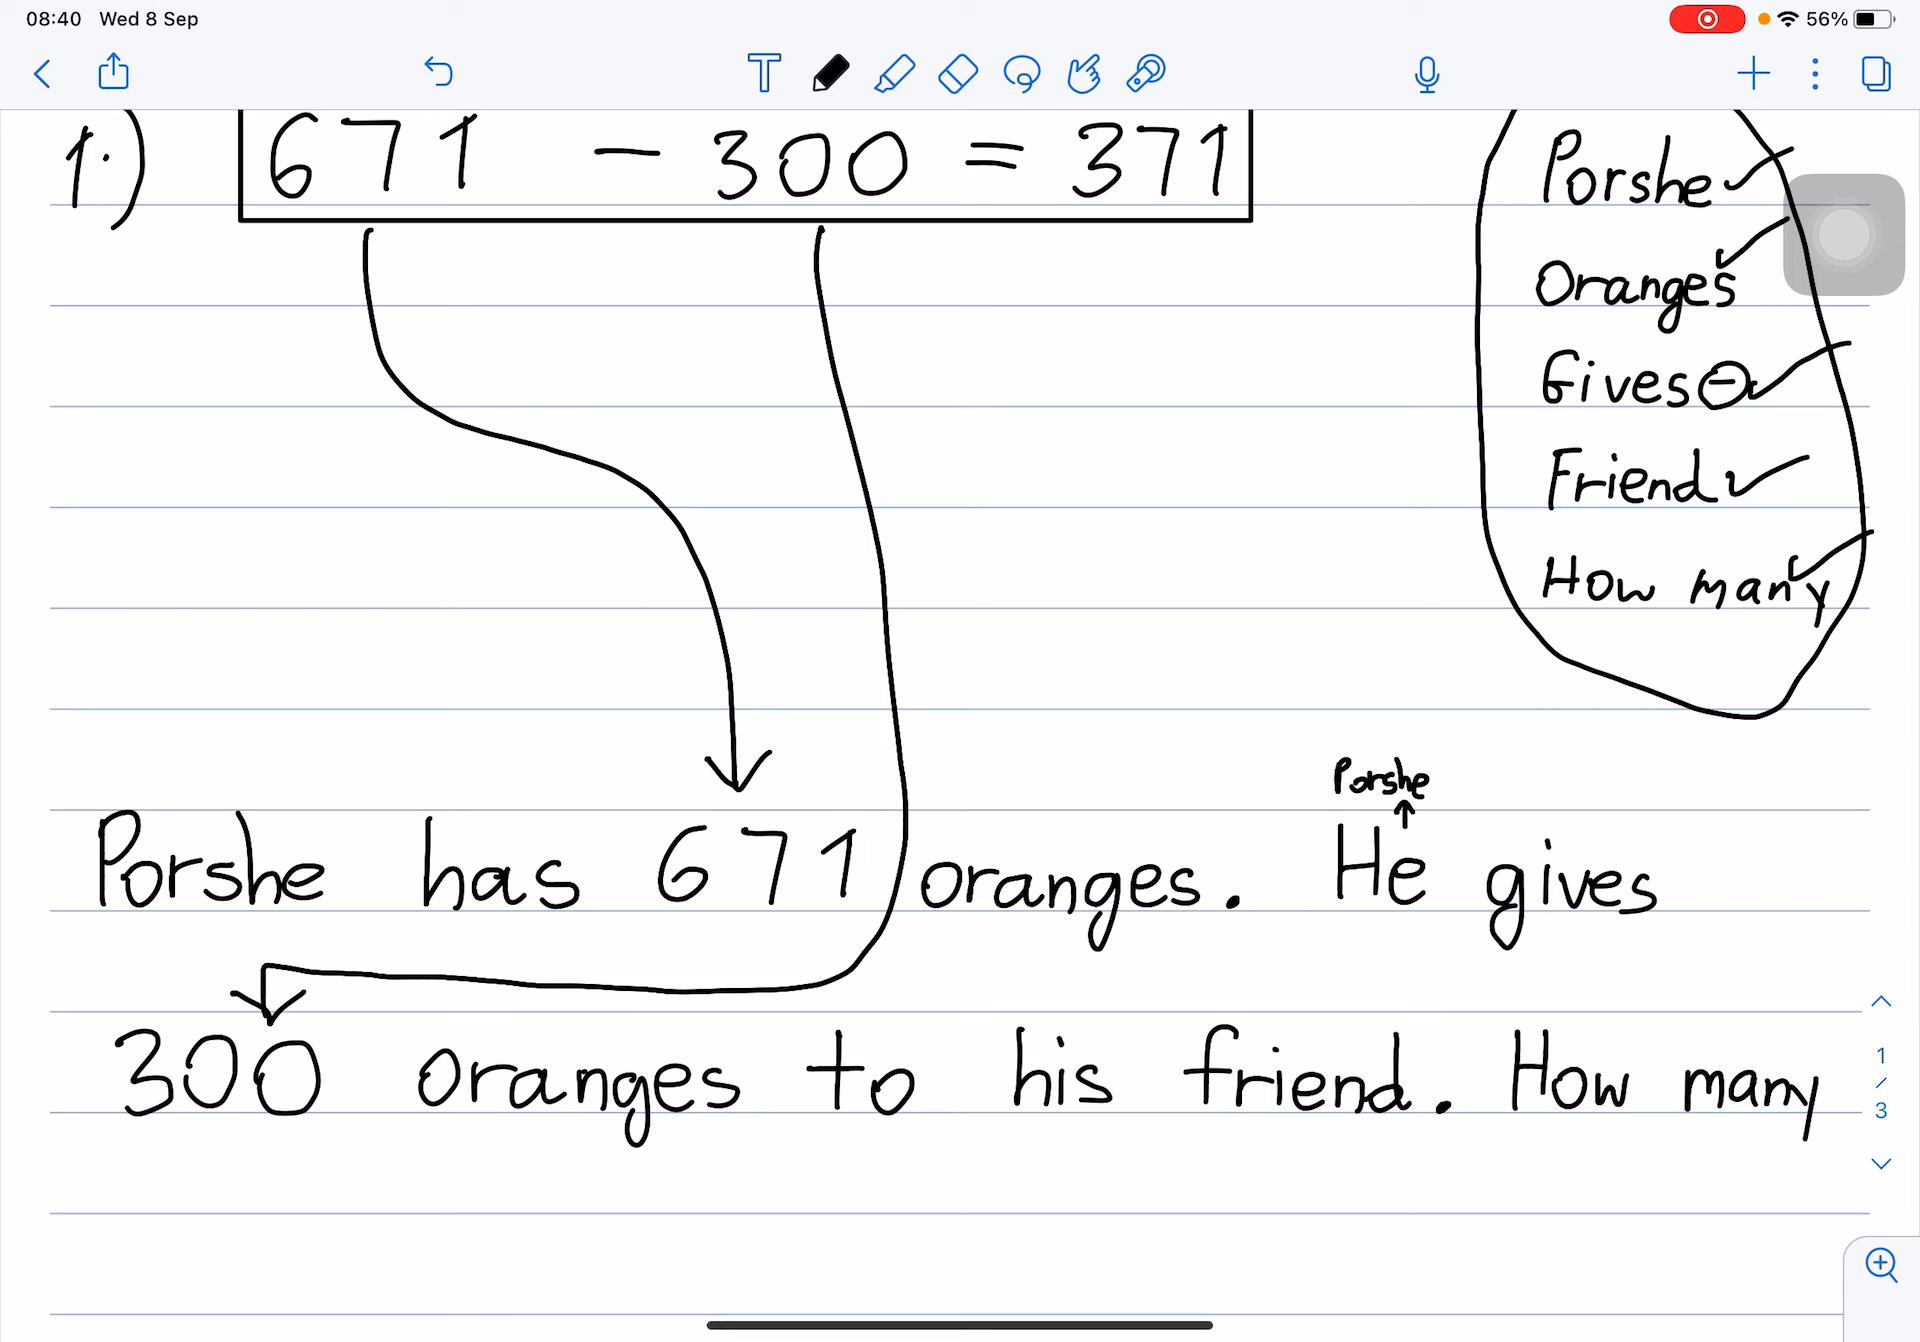 08:40 Wed 8 Sep
56%
1.) 671 - 300 = 371
Porshe
Oranges
Gives -
Friend
How many
Porshe
Porshe has 671 oranges. He gives
300 oranges to his friend. How many
1
/
3